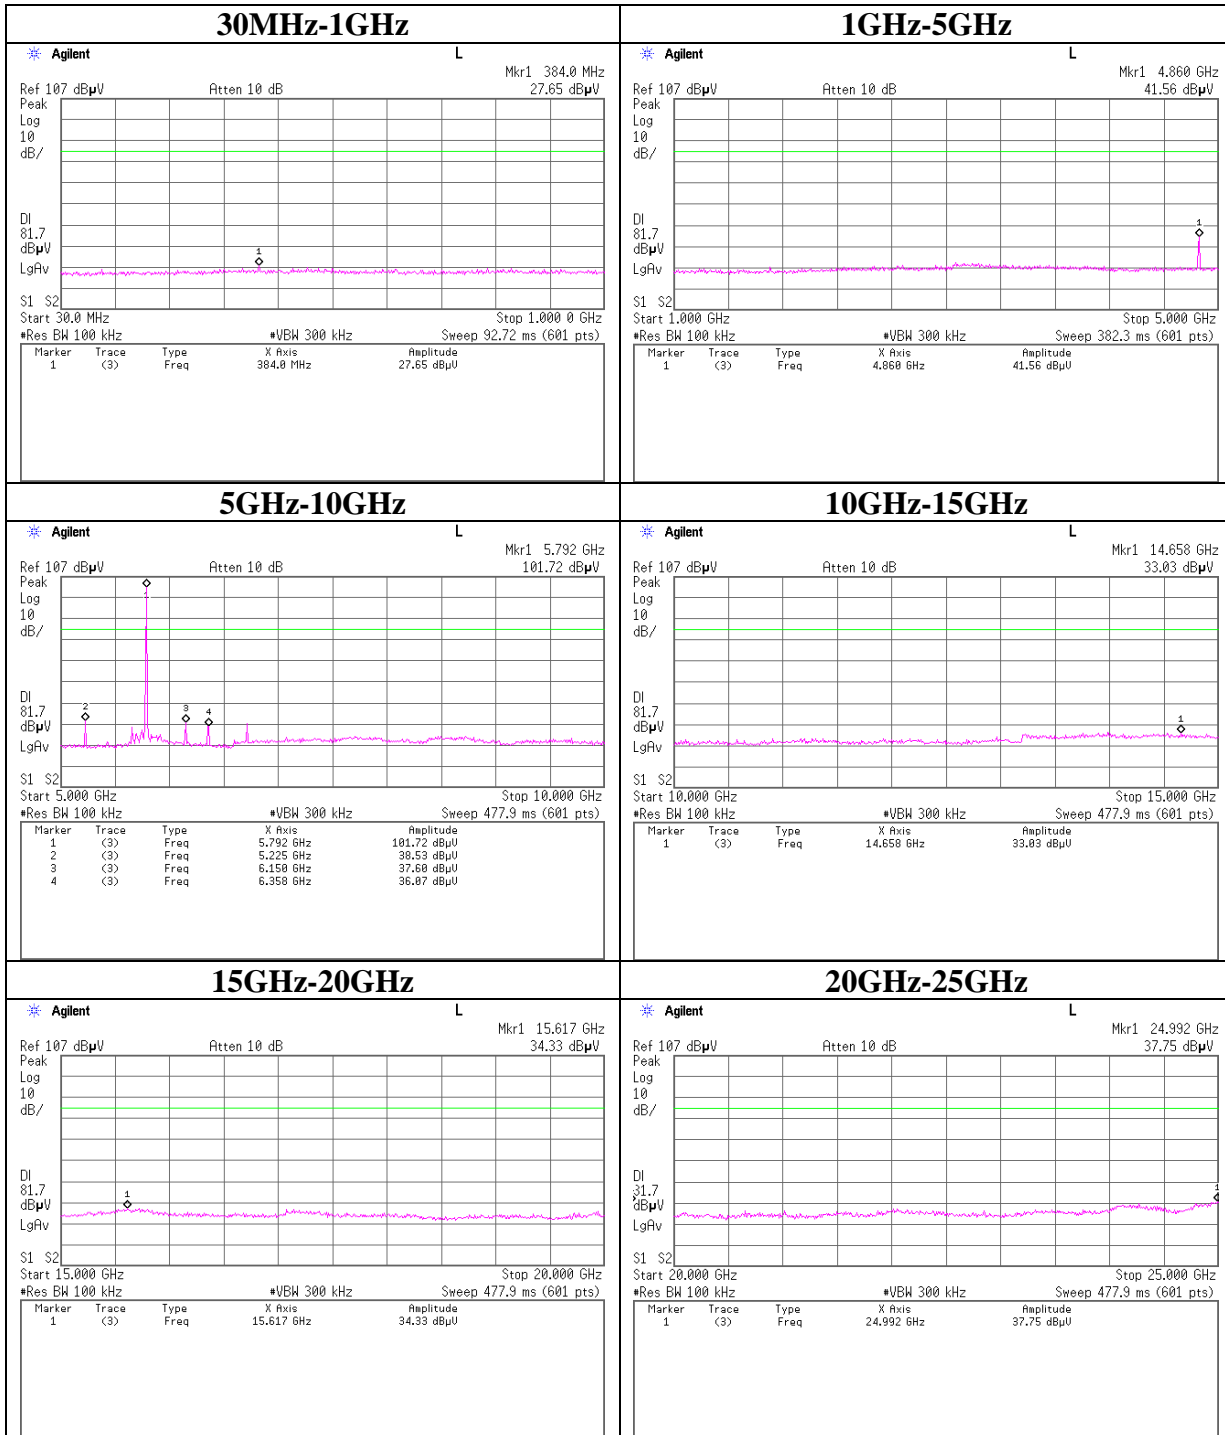 30MHz-1GHz
Agilent L
Mkr1 384.0 MHz
Ref 107 dBµV Atten 10 dB 27.65 dBµV
Peak
Log
10
dB/
DI
81.7
dBµV
LgAv
1
S1 S2
Start 30.0 MHz Stop 1.000 0 GHz
#Res BW 100 kHz #VBW 300 kHz Sweep 92.72 ms (601 pts)
Marker Trace Type X Axis Amplitude
1 (3) Freq 384.0 MHz 27.65 dBµV
1GHz-5GHz
Agilent L
Mkr1 4.860 GHz
Ref 107 dBµV Atten 10 dB 41.56 dBµV
Peak
Log
10
dB/
DI
81.7
dBµV
LgAv
1
S1 S2
Start 1.000 GHz Stop 5.000 GHz
#Res BW 100 kHz #VBW 300 kHz Sweep 382.3 ms (601 pts)
Marker Trace Type X Axis Amplitude
1 (3) Freq 4.860 GHz 41.56 dBµV
5GHz-10GHz
Agilent L
Mkr1 5.792 GHz
Ref 107 dBµV Atten 10 dB 101.72 dBµV
Peak
Log
10
dB/
DI
81.7
dBµV
LgAv
1
2
3
4
S1 S2
Start 5.000 GHz Stop 10.000 GHz
#Res BW 100 kHz #VBW 300 kHz Sweep 477.9 ms (601 pts)
Marker Trace Type X Axis Amplitude
1 (3) Freq 5.792 GHz 101.72 dBµV
2 (3) Freq 5.225 GHz 38.53 dBµV
3 (3) Freq 6.150 GHz 37.60 dBµV
4 (3) Freq 6.358 GHz 36.07 dBµV
10GHz-15GHz
Agilent L
Mkr1 14.658 GHz
Ref 107 dBµV Atten 10 dB 33.03 dBµV
Peak
Log
10
dB/
DI
81.7
dBµV
LgAv
1
S1 S2
Start 10.000 GHz Stop 15.000 GHz
#Res BW 100 kHz #VBW 300 kHz Sweep 477.9 ms (601 pts)
Marker Trace Type X Axis Amplitude
1 (3) Freq 14.658 GHz 33.03 dBµV
15GHz-20GHz
Agilent L
Mkr1 15.617 GHz
Ref 107 dBµV Atten 10 dB 34.33 dBµV
Peak
Log
10
dB/
DI
81.7
dBµV
LgAv
1
S1 S2
Start 15.000 GHz Stop 20.000 GHz
#Res BW 100 kHz #VBW 300 kHz Sweep 477.9 ms (601 pts)
Marker Trace Type X Axis Amplitude
1 (3) Freq 15.617 GHz 34.33 dBµV
20GHz-25GHz
Agilent L
Mkr1 24.992 GHz
Ref 107 dBµV Atten 10 dB 37.75 dBµV
Peak
Log
10
dB/
DI
81.7
dBµV
LgAv
1
S1 S2
Start 20.000 GHz Stop 25.000 GHz
#Res BW 100 kHz #VBW 300 kHz Sweep 477.9 ms (601 pts)
Marker Trace Type X Axis Amplitude
1 (3) Freq 24.992 GHz 37.75 dBµV